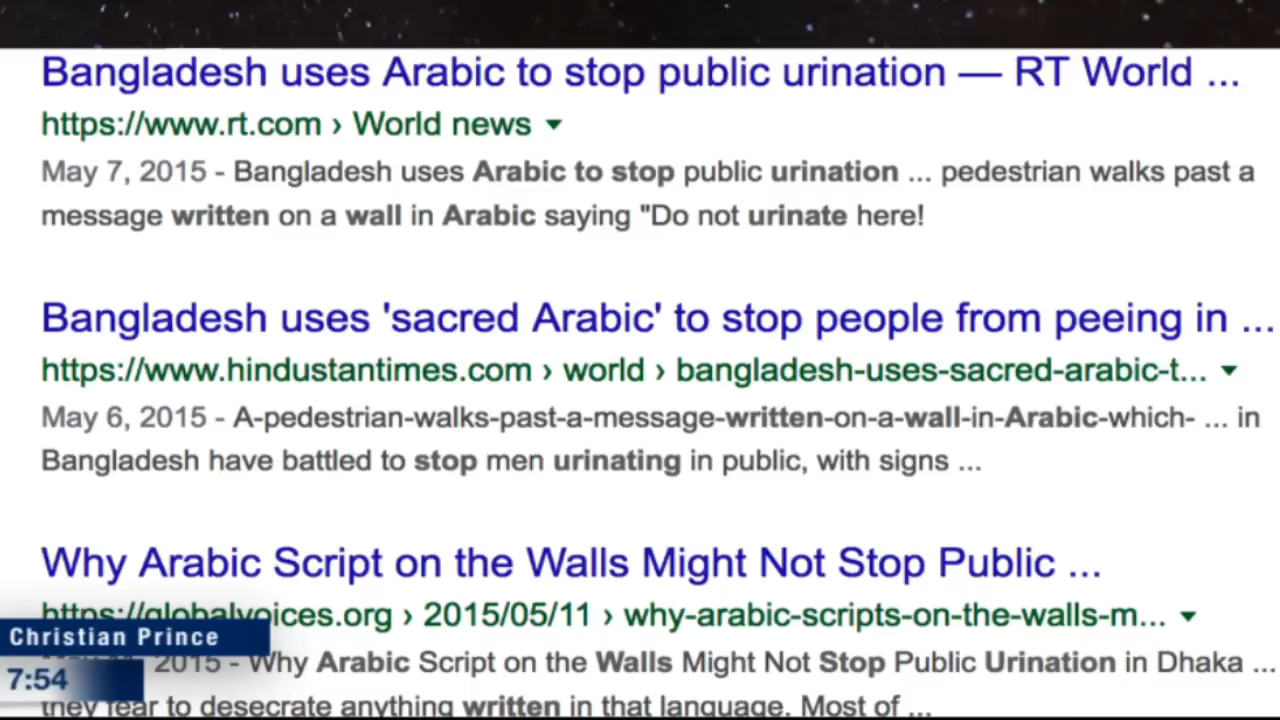 Bangladesh uses Arabic to stop public urination — RT World ...
https://www.rt.com › World news
May 7, 2015 - Bangladesh uses Arabic to stop public urination ... pedestrian walks past a
message written on a wall in Arabic saying "Do not urinate here!
Bangladesh uses 'sacred Arabic' to stop people from peeing in ...
https://www.hindustantimes.com › world › bangladesh-uses-sacred-arabic-t...
May 6, 2015 - A-pedestrian-walks-past-a-message-written-on-a-wall-in-Arabic-which- ... in
Bangladesh have battled to stop men urinating in public, with signs ...
Why Arabic Script on the Walls Might Not Stop Public ...
https://globalvoices.org › 2015/05/11 › why-arabic-scripts-on-the-walls-m...
Christian Prince
2015 - Why Arabic Script on the Walls Might Not Stop Public Urination in Dhaka ...
7:54
they fear to desecrate anything written in that language. Most of ...